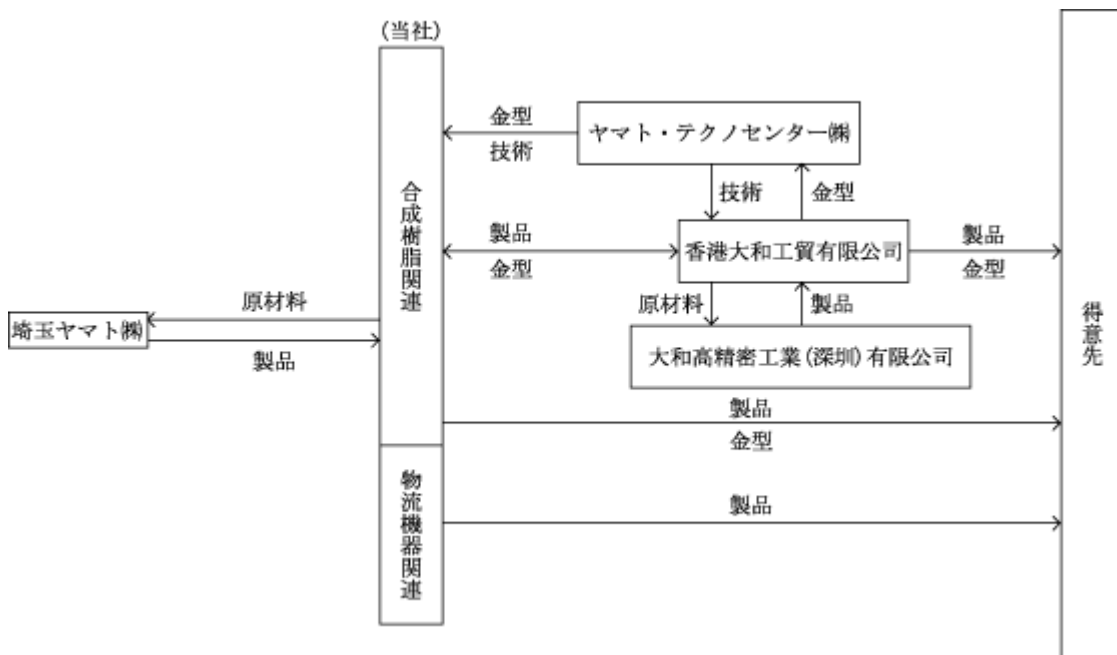 (当社)
合成樹脂関連
物流機器関連
埼玉ヤマト㈱
原材料
製品
金型
技術
ヤマト・テクノセンター㈱
技術
金型
製品
金型
香港大和工貿有限公司
製品
金型
原材料
製品
大和高精密工業(深圳)有限公司
製品
金型
製品
得意先